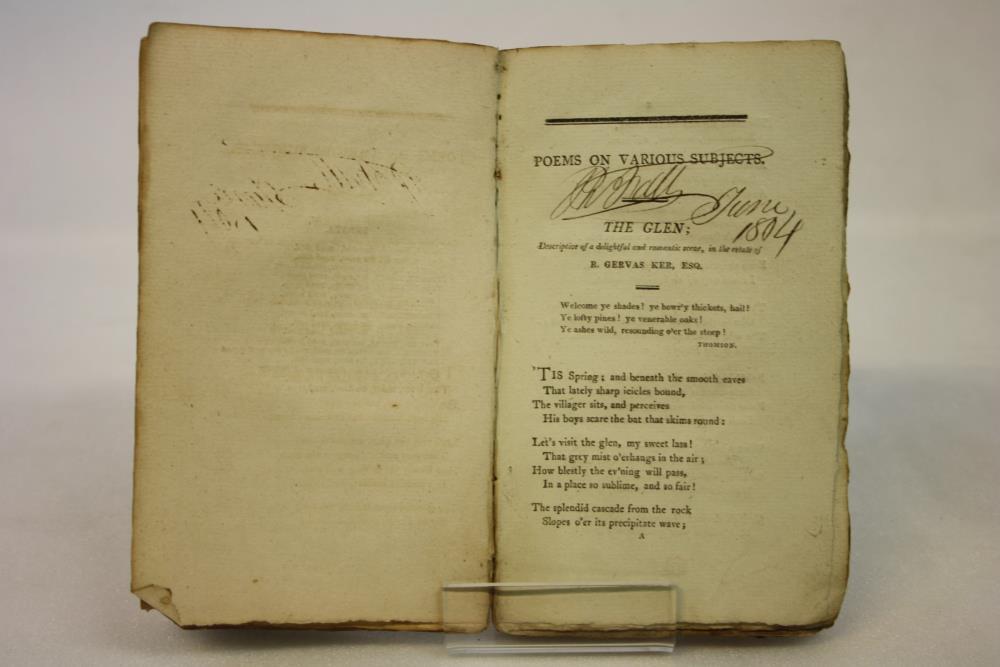 POEMS ON VARIOUS SUBJECTS.
June
1804
THE GLEN;
Descriptive of a delightful and romantic scene, in the estate of
R. GERVAS KER, ESQ.
Welcome ye shades! ye bowr'y thickets, hail!
Ye lofty pines! ye venerable oaks!
Ye ashes wild, resounding o'er the steep!
THOMSON.
'TIS Spring; and beneath the smooth eaves
That lately sharp icicles bound,
The villager sits, and perceives
His boys scare the bat that skims round:
Let's visit the glen, my sweet lass!
That grey mist o'erhangs in the air;
How blestly the ev'ning will pass,
In a place so sublime, and so fair!
The splendid cascade from the rock
Slopes o'er its precipitate wave;
A